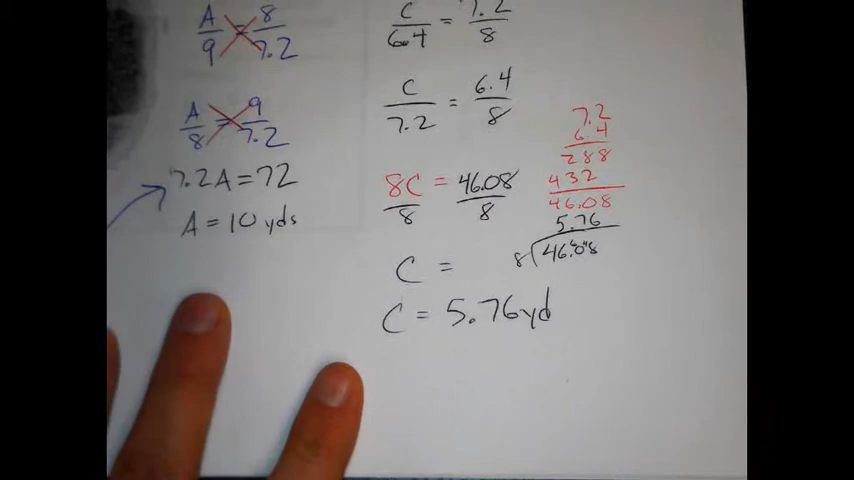 A/9 = 8/7.2
A/8 = 9/7.2
7.2A = 72
A = 10 yds
C/6.4 = 7.2/8
C/7.2 = 6.4/8
8C/8 = 46.08/8
C =
C = 5.76yd
7.2
6.4
288
432
46.08
5.76
8 46.08